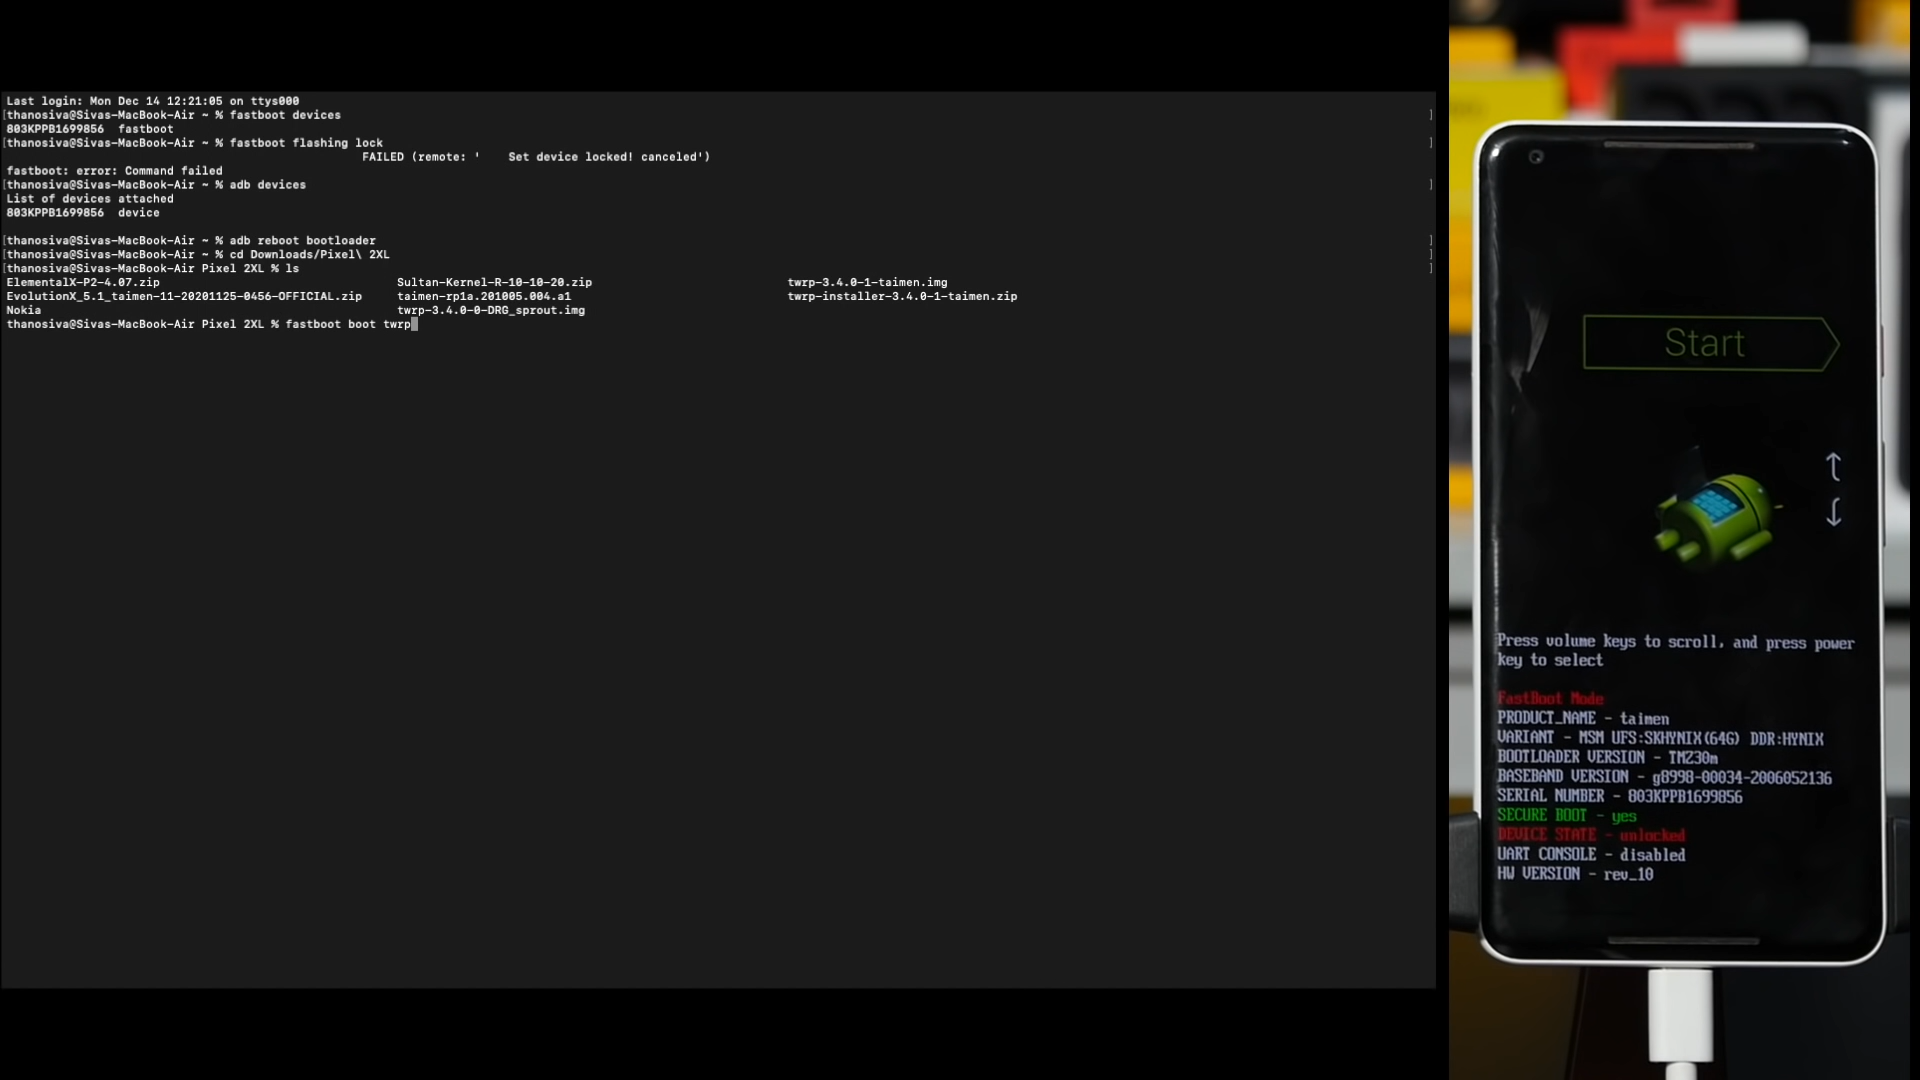 Last login: Mon Dec 14 12:21:05 on ttys000
[thanosiva@Sivas-MacBook-Air ~ % fastboot devices ]
803KPPB1699856 fastboot
[thanosiva@Sivas-MacBook-Air ~ % fastboot flashing lock ]
FAILED (remote: ' Set device locked! canceled')
fastboot: error: Command failed
[thanosiva@Sivas-MacBook-Air ~ % adb devices ]
List of devices attached
803KPPB1699856 device
[thanosiva@Sivas-MacBook-Air ~ % adb reboot bootloader ]
[thanosiva@Sivas-MacBook-Air ~ % cd Downloads/Pixel\ 2XL ]
[thanosiva@Sivas-MacBook-Air Pixel 2XL % ls ]
ElementalX-P2-4.07.zip Sultan-Kernel-R-10-10-20.zip twrp-3.4.0-1-taimen.img
EvolutionX_5.1_taimen-11-20201125-0456-OFFICIAL.zip taimen-rp1a.201005.004.a1 twrp-installer-3.4.0-1-taimen.zip
Nokia twrp-3.4.0-0-DRG_sprout.img
thanosiva@Sivas-MacBook-Air Pixel 2XL % fastboot boot twrp
Start
Press volume keys to scroll, and press power
key to select
FastBoot Mode
PRODUCT_NAME - taimen
VARIANT - MSM UFS:SKHYNIX(64G) DDR:HYNIX
BOOTLOADER VERSION - TMZ30m
BASEBAND VERSION - g8998-00034-2006052136
SERIAL NUMBER - 803KPPB1699856
SECURE BOOT - yes
DEVICE STATE - unlocked
UART CONSOLE - disabled
HW VERSION - rev_10